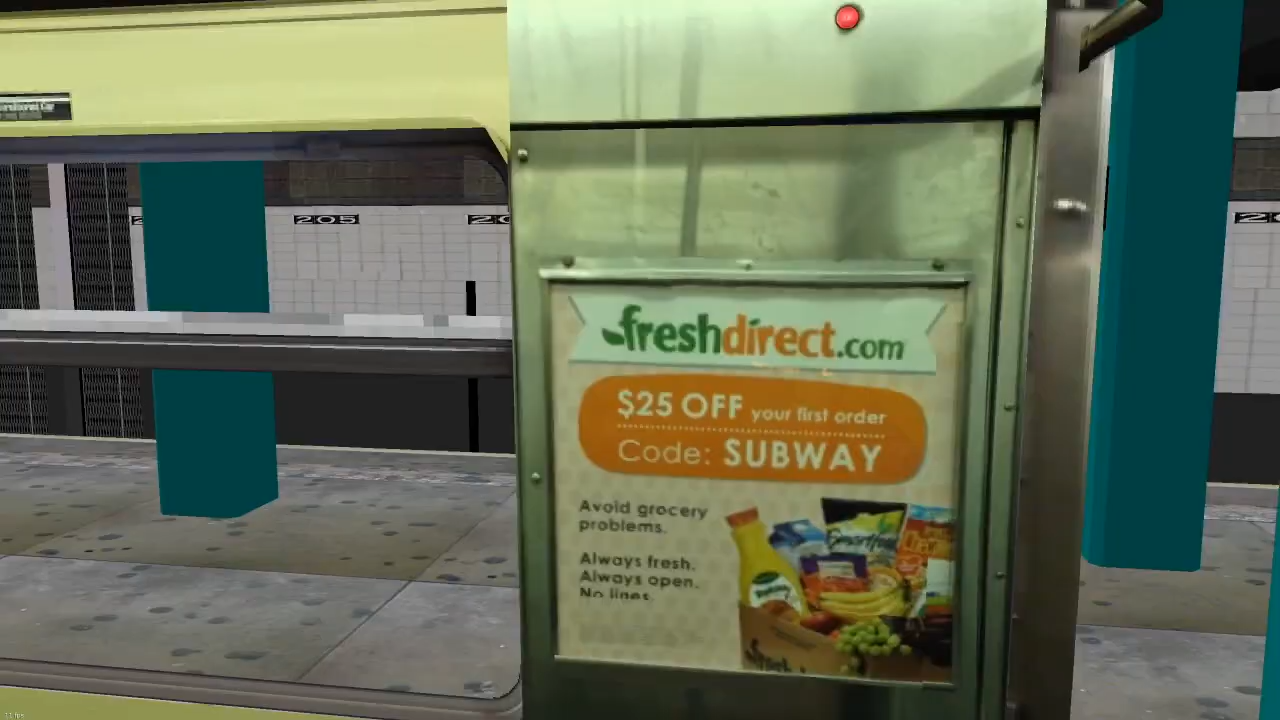 205
freshdirect.com
$25 OFF your first order
Code: SUBWAY
Avoid grocery
problems.
Always fresh.
Always open.
No lines.
Smartfood